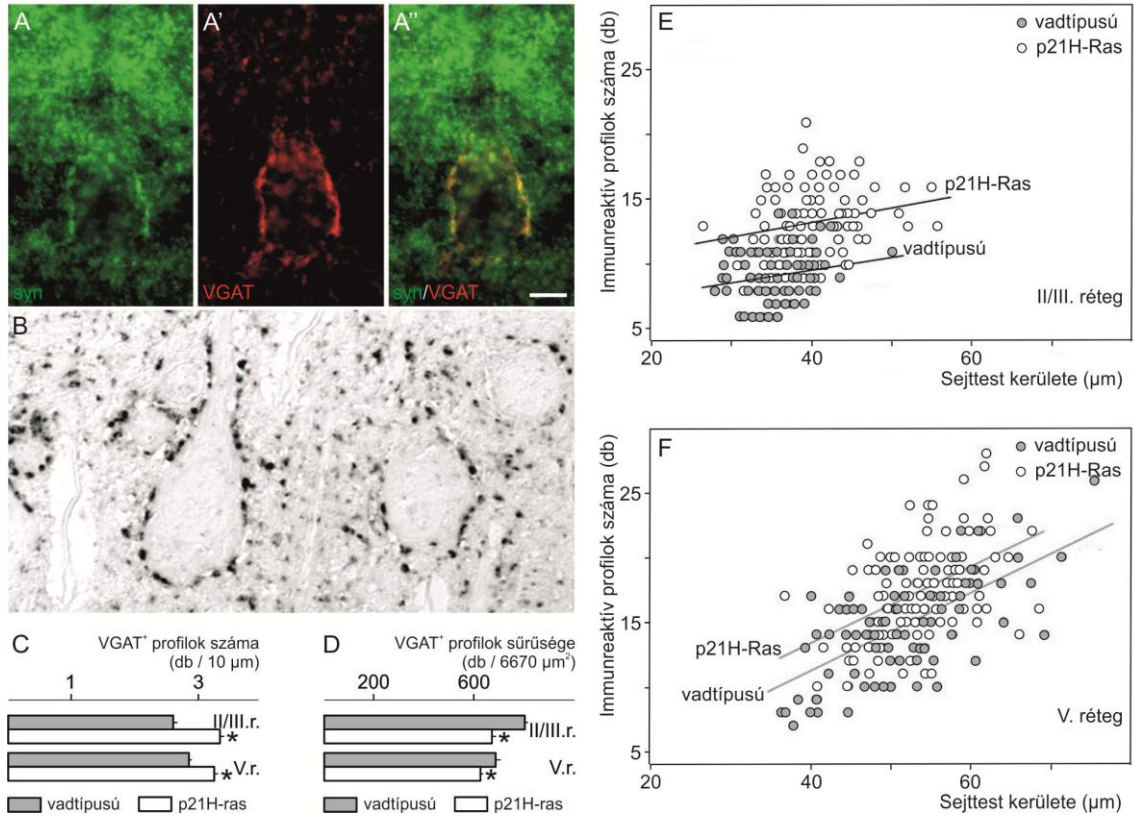 A
syn
A'
VGAT
A''
syn/VGAT
B
C
VGAT⁺ profilok száma
(db / 10 µm)
1
3
II/III.r.
*
V.r.
*
vadtípusú
p21H-ras
D
VGAT⁺ profilok sűrűsége
(db / 6670 µm²)
200
600
II/III.r.
*
V.r.
*
vadtípusú
p21H-ras
E
vadtípusú
p21H-Ras
Immunreaktív profilok száma (db)
25
15
5
p21H-Ras
vadtípusú
II/III. réteg
20
40
60
Sejttest kerülete (µm)
F
vadtípusú
p21H-Ras
Immunreaktív profilok száma (db)
25
15
5
p21H-Ras
vadtípusú
V. réteg
20
40
60
Sejttest kerülete (µm)